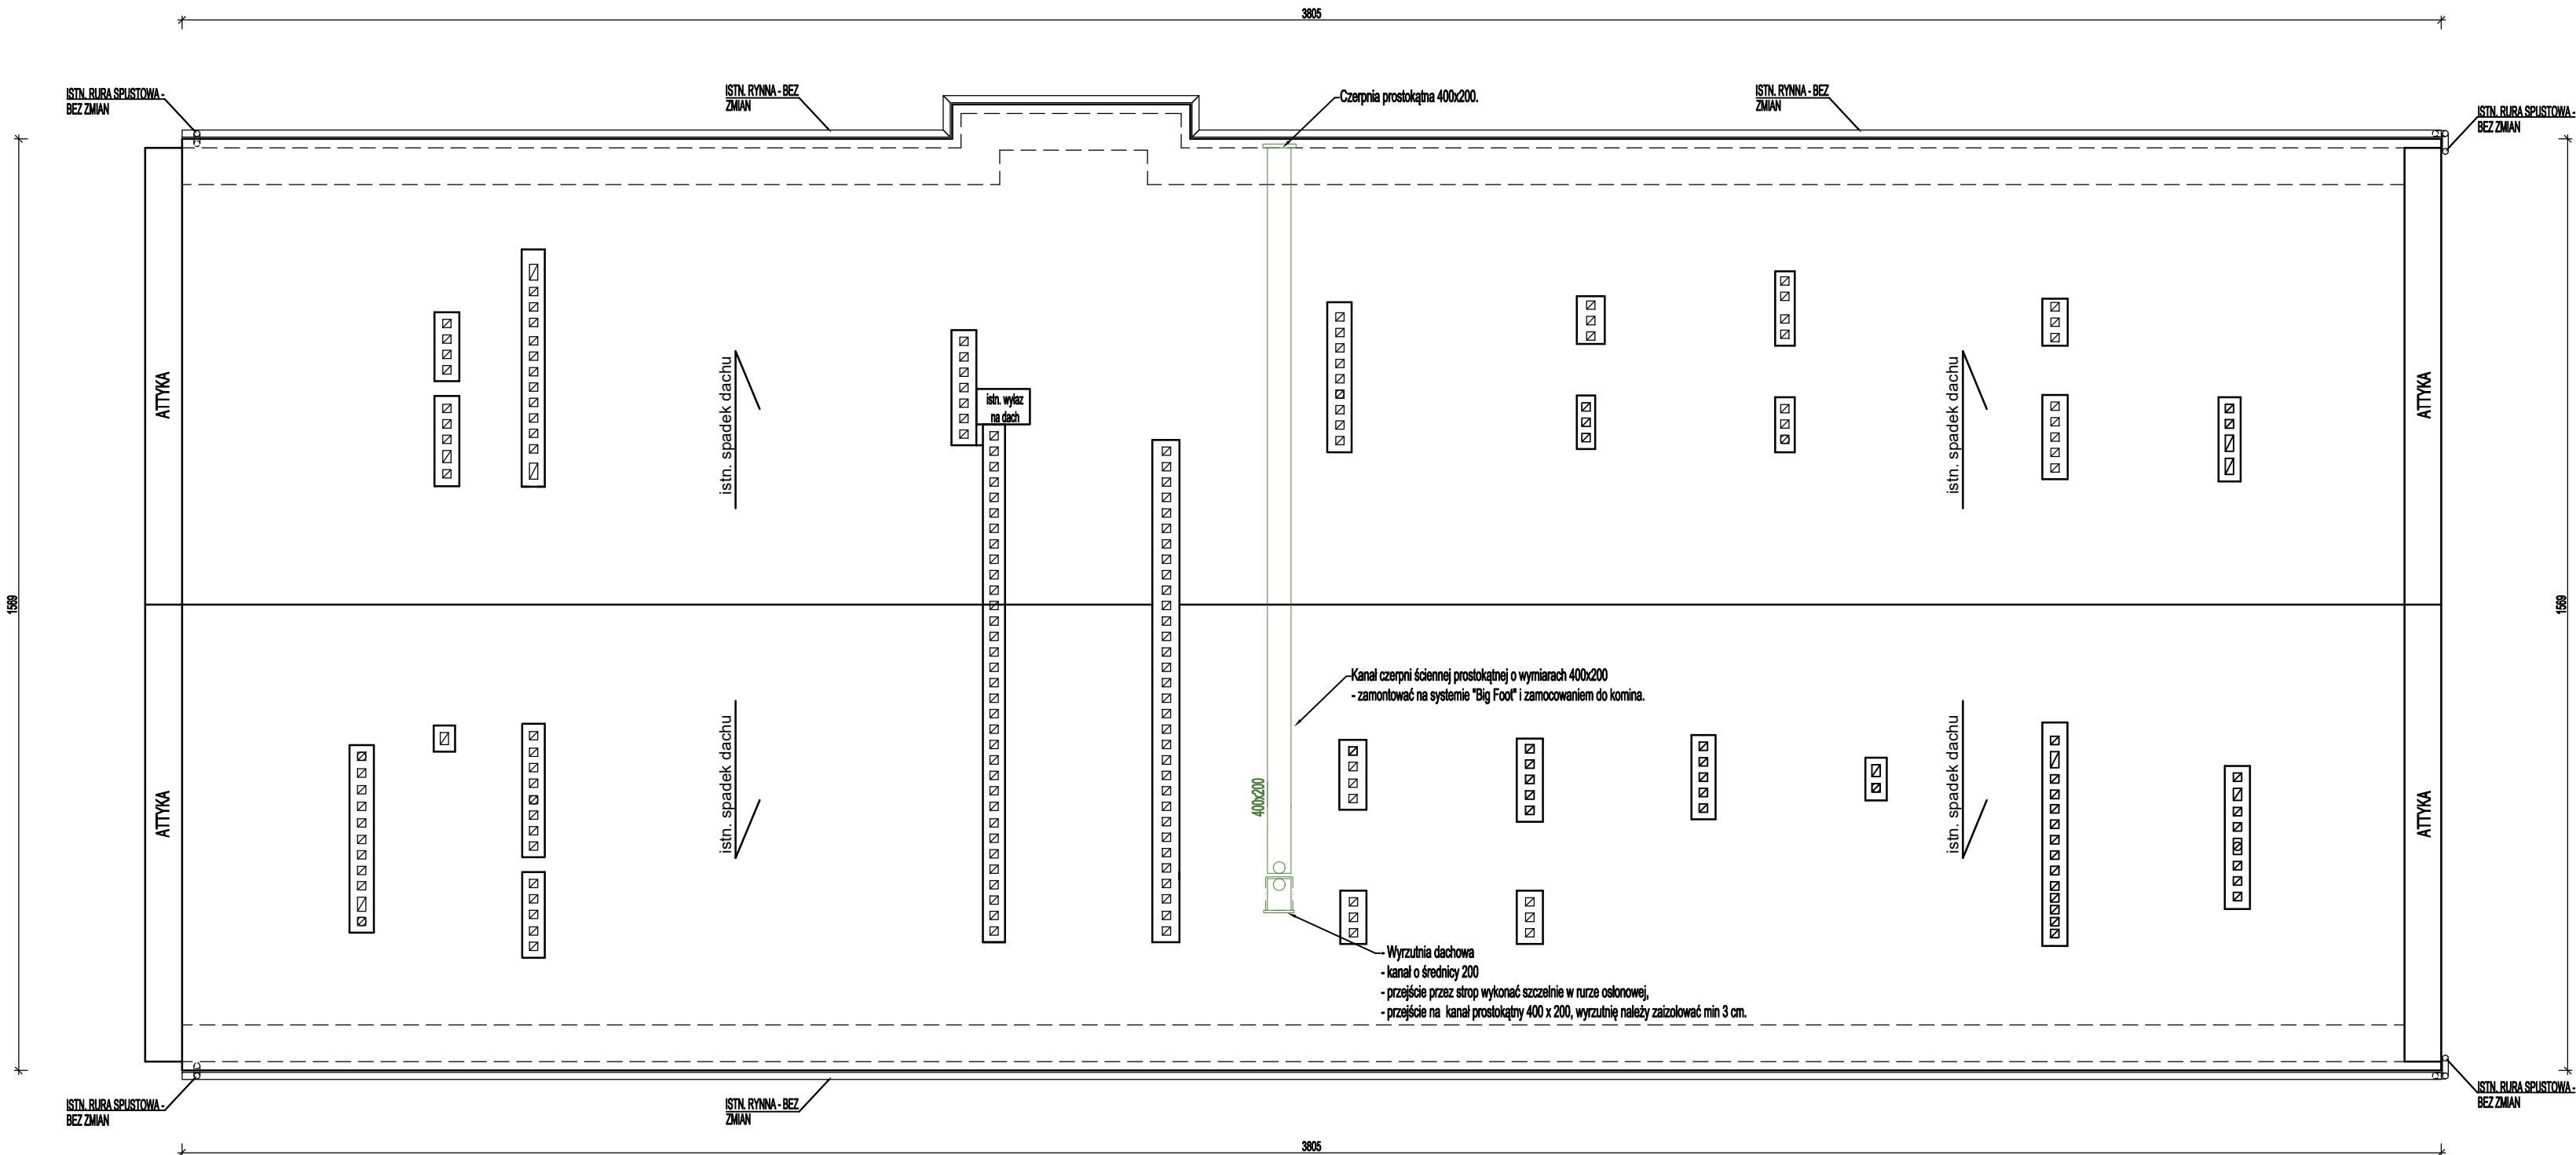 3805
ISTN. RURA SPUSTOWA -
BEZ ZMIAN
ISTN. RYNNA - BEZ
ZMIAN
Czerpnia prostokątna 400x200.
ISTN. RYNNA - BEZ
ZMIAN
ISTN. RURA SPUSTOWA -
BEZ ZMIAN
ATTYKA
istn. spadek dachu
istn. wyłaz
na dach
istn. spadek dachu
ATTYKA
1569
1569
Kanał czerpni ściennej prostokątnej o wymiarach 400x200
- zamontować na systemie "Big Foot" i zamocowaniem do komina.
ATTYKA
istn. spadek dachu
400x200
istn. spadek dachu
ATTYKA
- Wyrzutnia dachowa
- kanał o średnicy 200
- przejście przez strop wykonać szczelnie w rurze osłonowej,
- przejście na kanał prostokątny 400 x 200, wyrzutnię należy zaizolować min 3 cm.
ISTN. RURA SPUSTOWA -
BEZ ZMIAN
ISTN. RYNNA - BEZ
ZMIAN
ISTN. RURA SPUSTOWA -
BEZ ZMIAN
3805